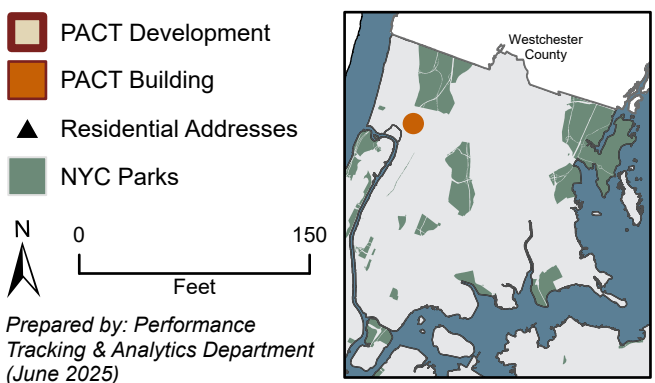 PACT Development
PACT Building
Residential Addresses
NYC Parks
N
0 150
Feet
Prepared by: Performance
Tracking & Analytics Department
(June 2025)
Westchester
County